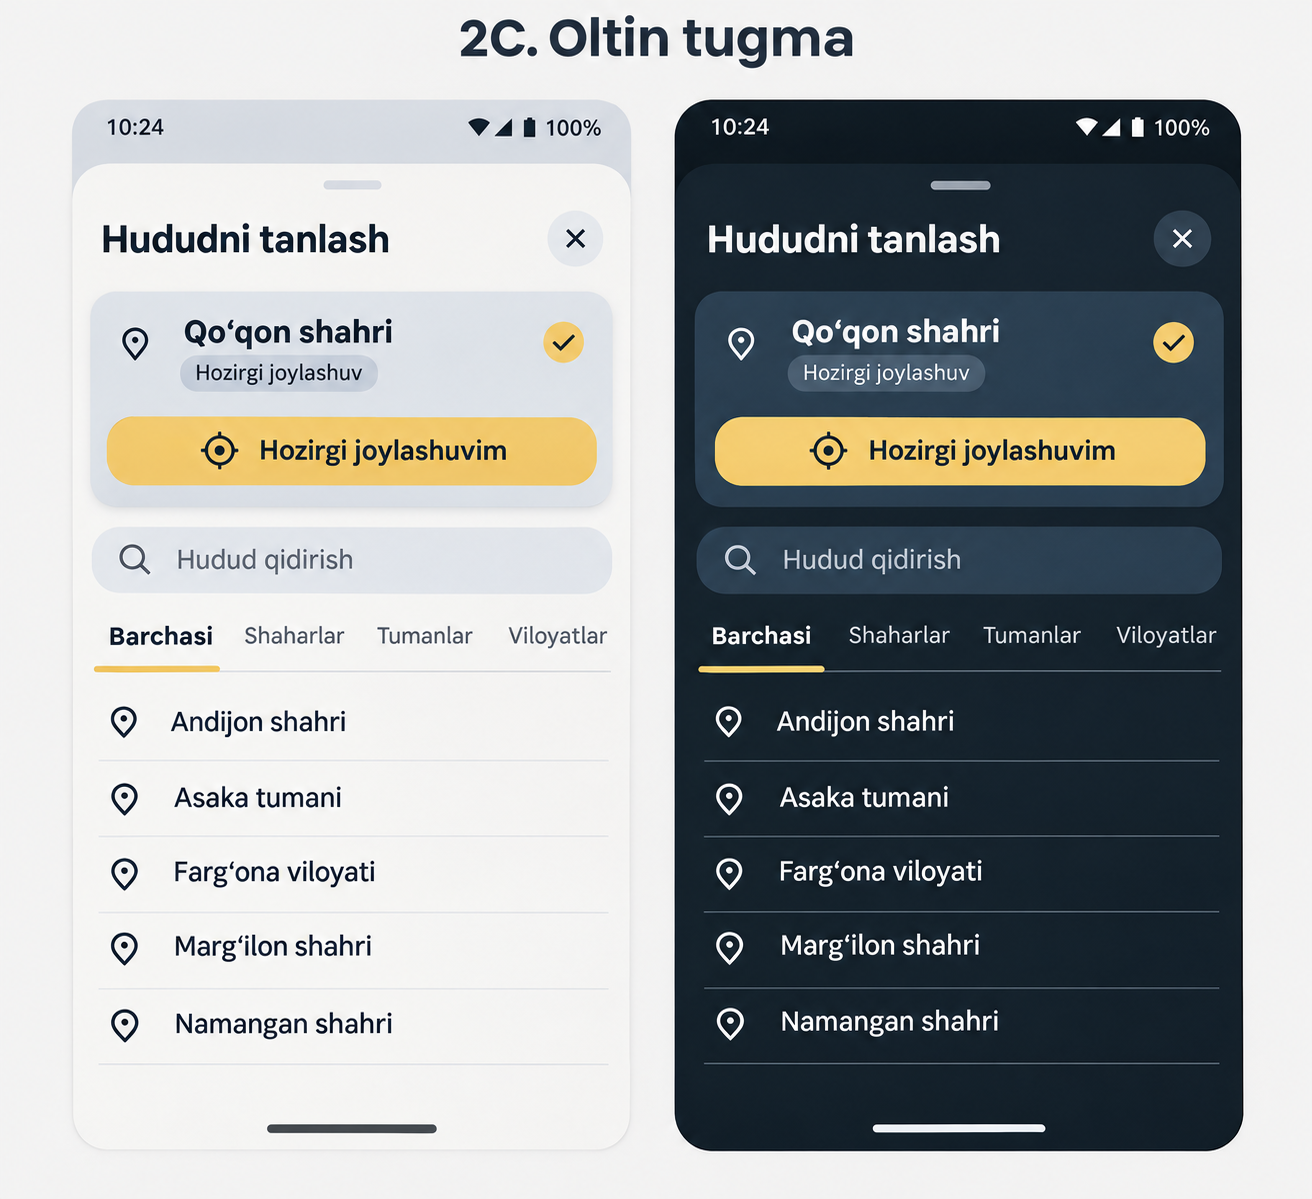 2C. Oltin tugma
10:24 100%
Hududni tanlash
Qo‘qon shahri
Hozirgi joylashuv
Hozirgi joylashuvim
Hudud qidirish
Barchasi Shaharlar Tumanlar Viloyatlar
Andijon shahri
Asaka tumani
Farg‘ona viloyati
Marg‘ilon shahri
Namangan shahri
10:24 100%
Hududni tanlash
Qo‘qon shahri
Hozirgi joylashuv
Hozirgi joylashuvim
Hudud qidirish
Barchasi Shaharlar Tumanlar Viloyatlar
Andijon shahri
Asaka tumani
Farg‘ona viloyati
Marg‘ilon shahri
Namangan shahri